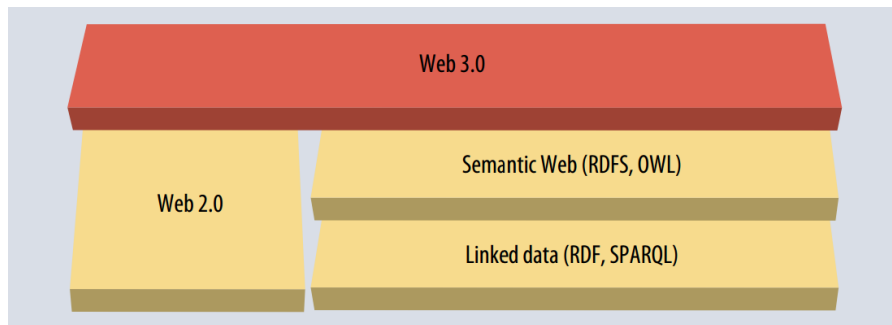 Web 3.0
Semantic Web (RDFS, OWL)
Web 2.0
Linked data (RDF, SPARQL)